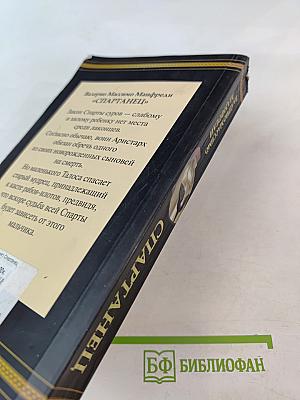 Валерио Массимо Манфреди
«СПАРТАНЕЦ»
Закон Спарты суров — слабому
и хилому ребенку нет места
среди лаконцев.
Согласно обычаю, воин Аристарх
обязан обречь одного
из своих новорожденных сыновей
на смерть.
Но маленького Талоса спасает
старый мудрец, принадлежащий
к касте рабов-илотов, предвидя,
что вскоре судьба всей Спарты
будет зависеть от этого
мальчика.
СПАРТАНЕЦ
БФ БИБЛИОФАН